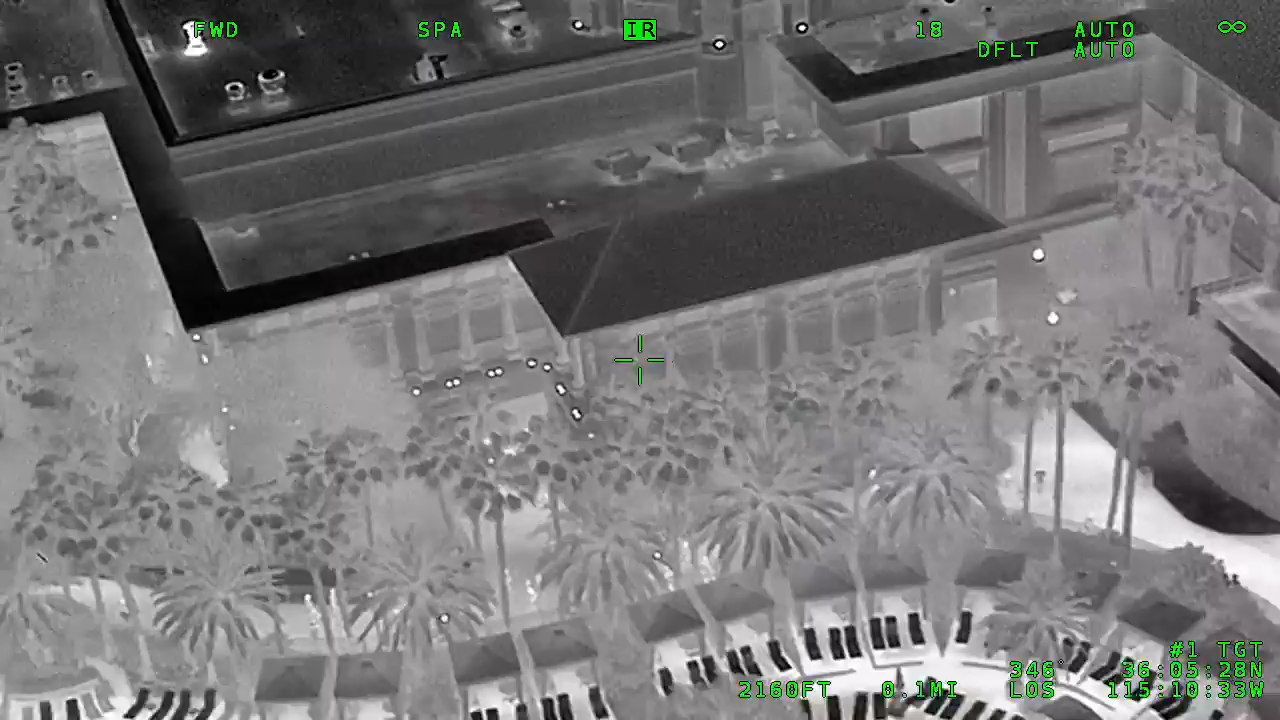 FWD SPA IR 18 AUTO ∞
DFLT AUTO
#1 TGT
346° 36:05:28N
2160FT 0.1MI LOS 115:10:33W